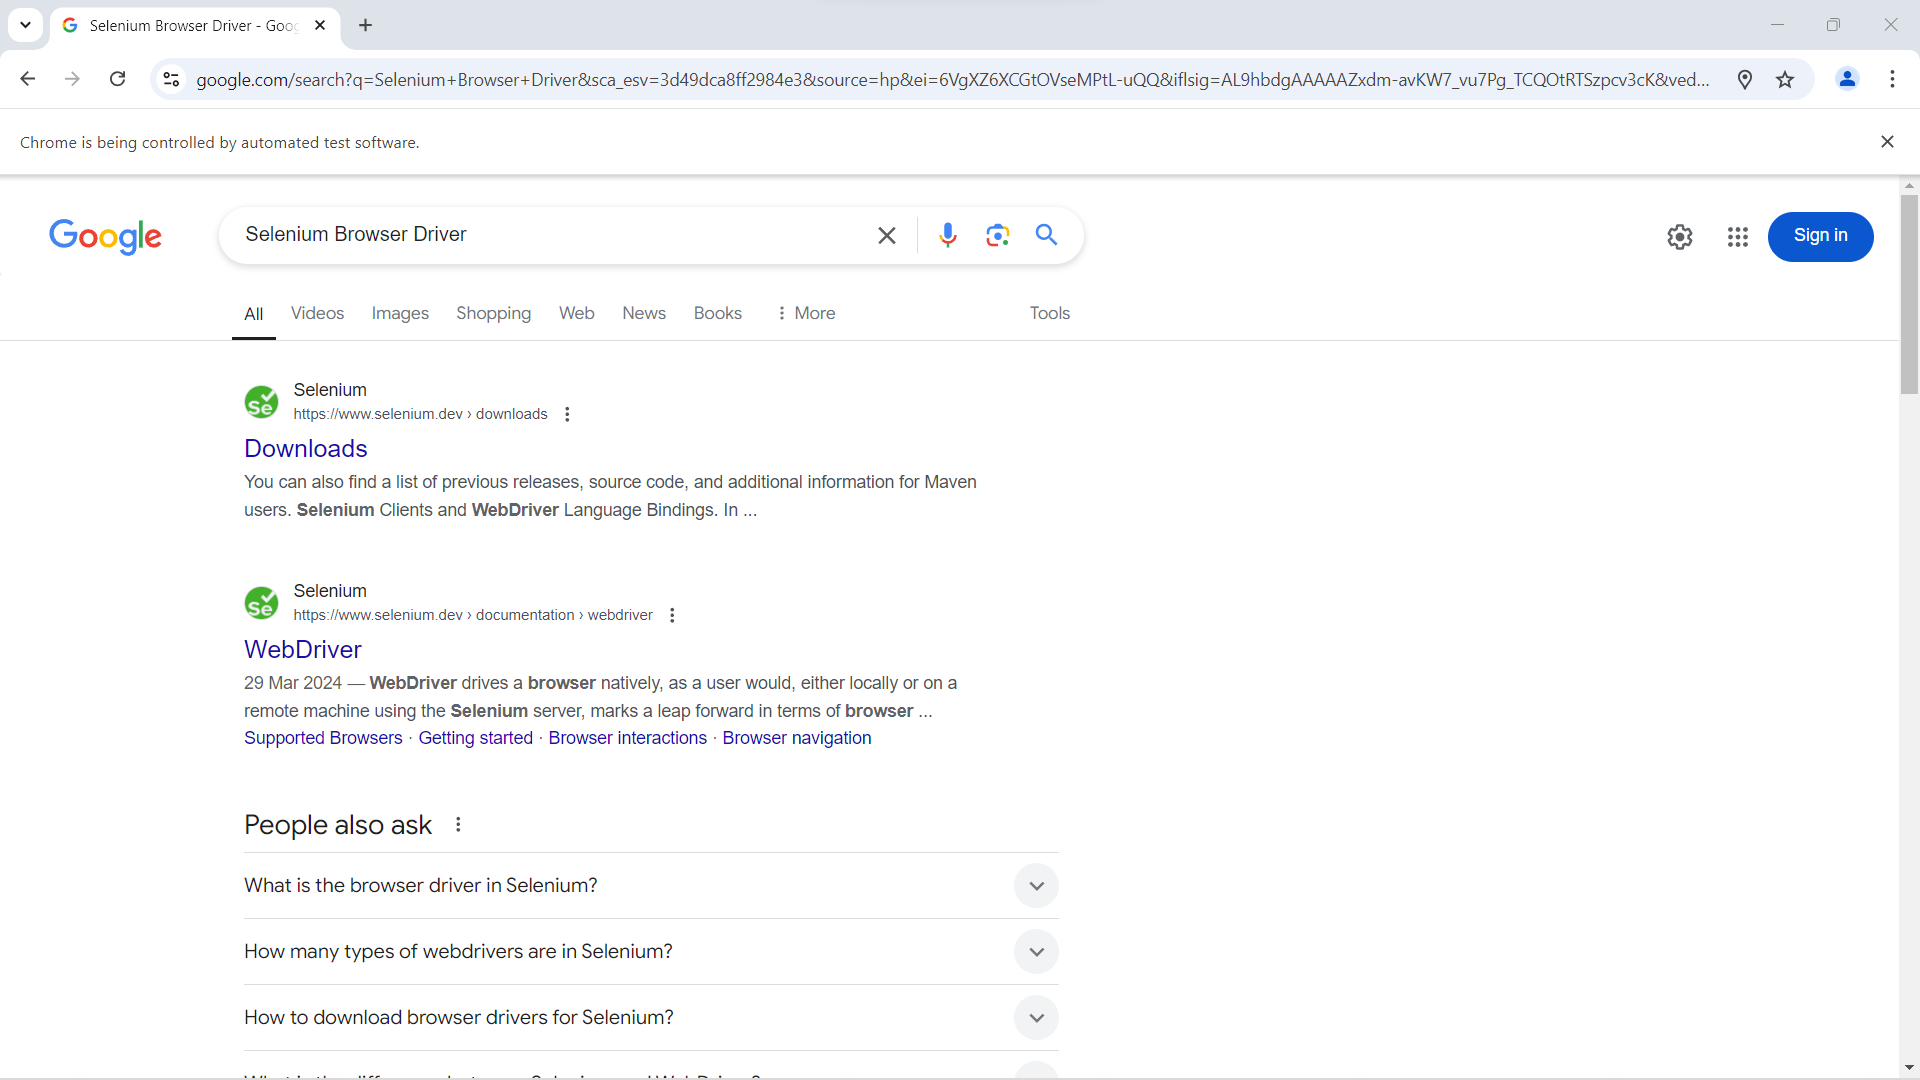 Selenium Browser Driver - Goog
google.com/search?q=Selenium+Browser+Driver&sca_esv=3d49dca8ff2984e3&source=hp&ei=6VgXZ6XCGtOVseMPtL-uQQ&iflsig=AL9hbdgAAAAAZxdm-avKW7_vu7Pg_TCQOtRTSzpcv3cK&ved...
Chrome is being controlled by automated test software.
Google
Selenium Browser Driver
Sign in
All Videos Images Shopping Web News Books More Tools
Selenium
https://www.selenium.dev › downloads
Downloads
You can also find a list of previous releases, source code, and additional information for Maven
users. Selenium Clients and WebDriver Language Bindings. In ...
Selenium
https://www.selenium.dev › documentation › webdriver
WebDriver
29 Mar 2024 — WebDriver drives a browser natively, as a user would, either locally or on a
remote machine using the Selenium server, marks a leap forward in terms of browser ...
Supported Browsers · Getting started · Browser interactions · Browser navigation
People also ask
What is the browser driver in Selenium?
How many types of webdrivers are in Selenium?
How to download browser drivers for Selenium?